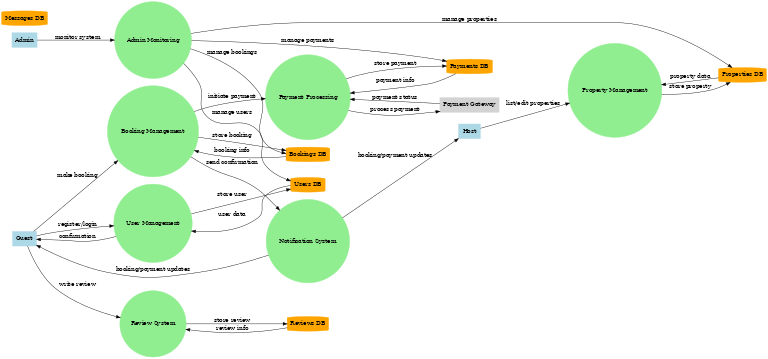 Messages DB
Admin
monitor system
Admin Monitoring
manage properties
manage payments
manage bookings
manage users
store payment
payment info
Payments DB
Payment Processing
payment status
process payment
Payment Gateway
Property Management
property data
store property
Properties DB
list/edit properties
Host
initiate payment
Booking Management
store booking
booking info
Bookings DB
send confirmation
booking/payment updates
make booking
Users DB
store user
user data
User Management
register/login
confirmation
Guest
Notification System
booking/payment updates
write review
Review System
store review
review info
Reviews DB